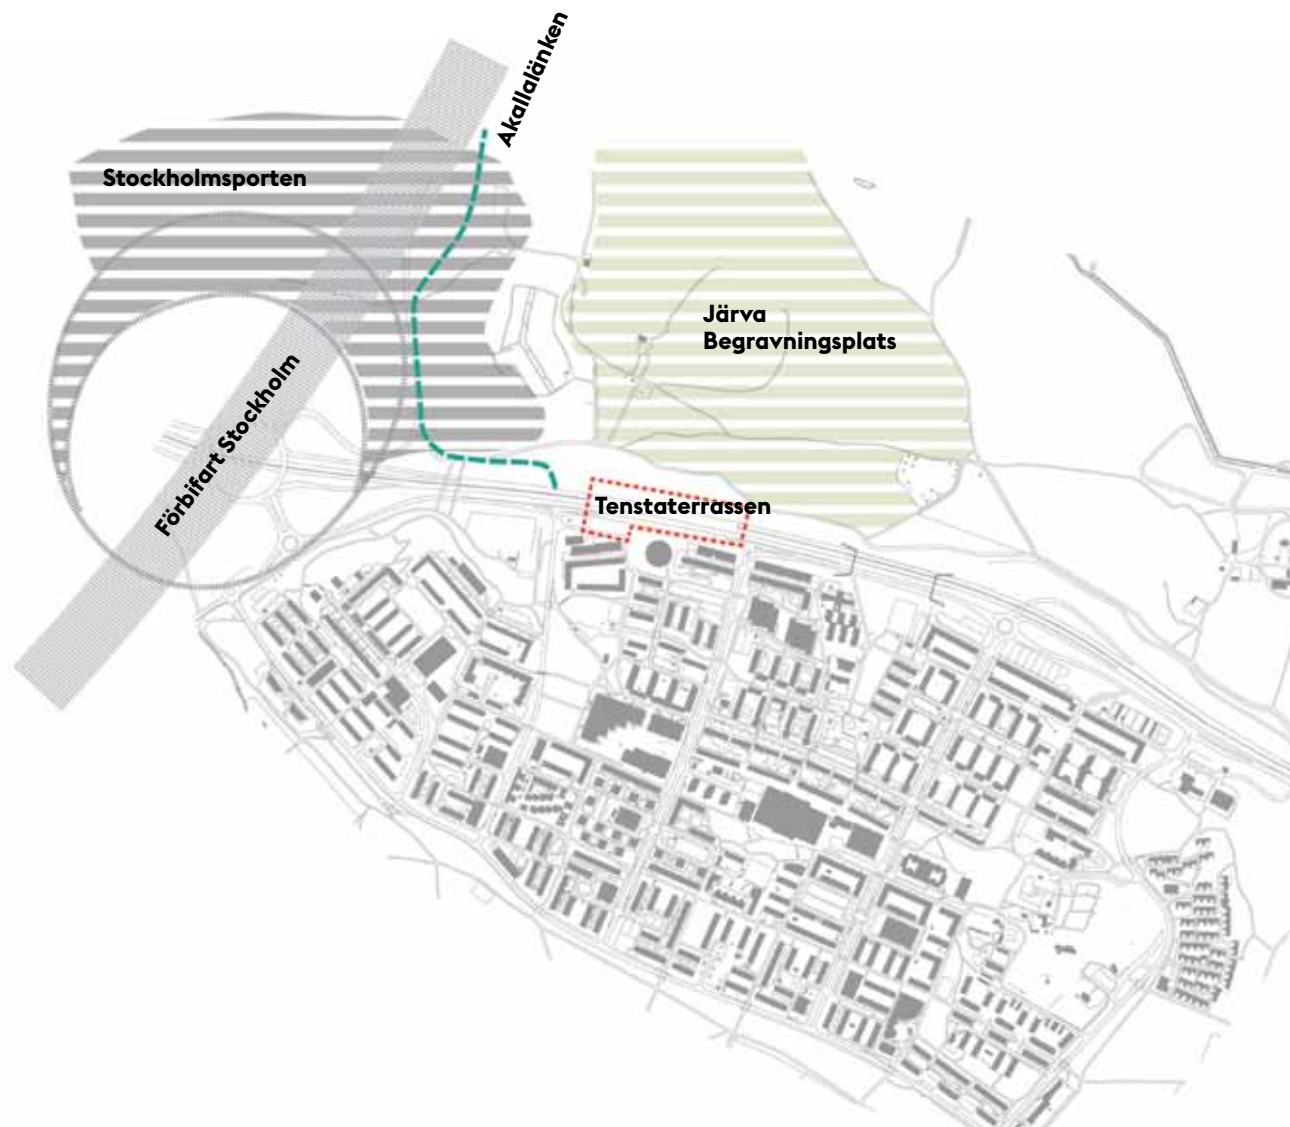 Akallalänken
Stockholmsporten
Järva
Begravningsplats
Förbifart Stockholm
Tenstaterrassen